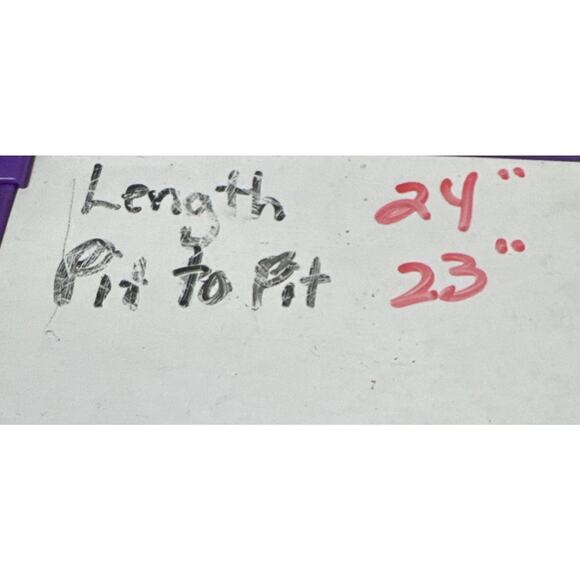 Length 24"
Pit to Pit 23"